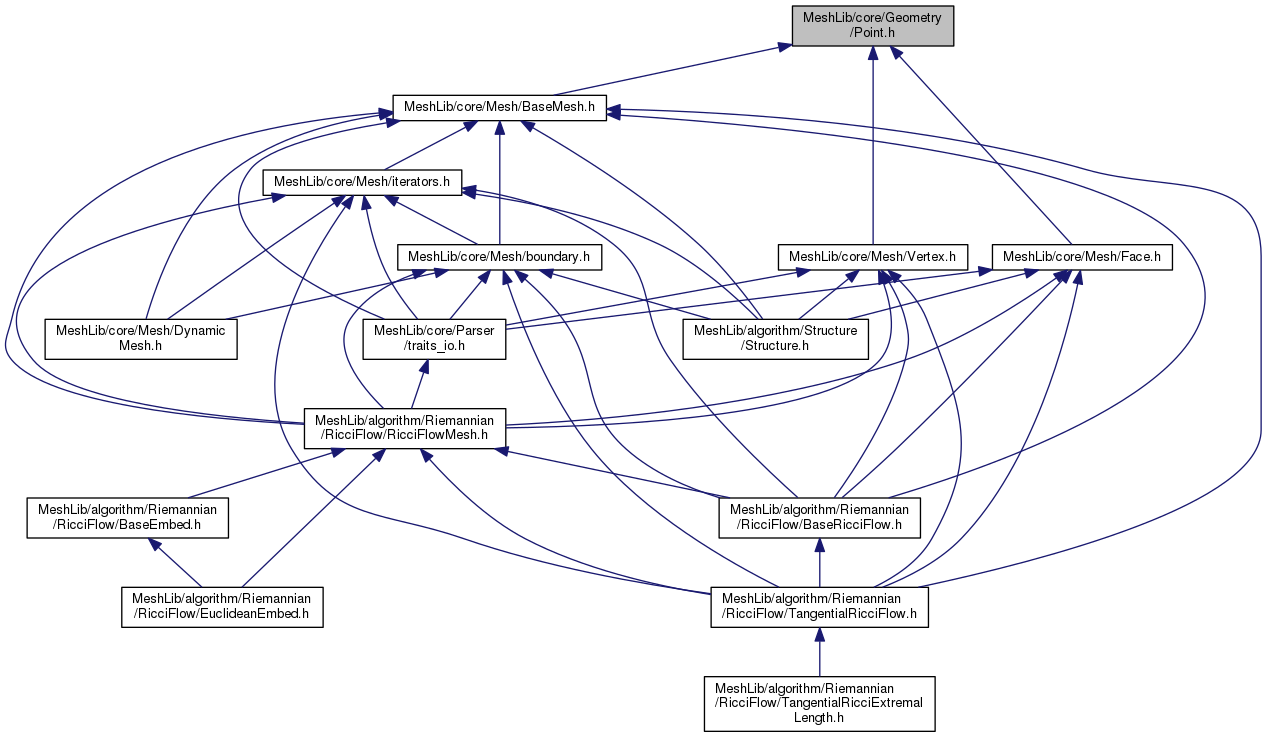 MeshLib/core/Geometry
/Point.h
MeshLib/core/Mesh/BaseMesh.h
MeshLib/core/Mesh/iterators.h
MeshLib/core/Mesh/boundary.h
MeshLib/core/Mesh/Vertex.h
MeshLib/core/Mesh/Face.h
MeshLib/core/Mesh/Dynamic
Mesh.h
MeshLib/core/Parser
/traits_io.h
MeshLib/algorithm/Structure
/Structure.h
MeshLib/algorithm/Riemannian
/RicciFlow/RicciFlowMesh.h
MeshLib/algorithm/Riemannian
/RicciFlow/BaseEmbed.h
MeshLib/algorithm/Riemannian
/RicciFlow/BaseRicciFlow.h
MeshLib/algorithm/Riemannian
/RicciFlow/EuclideanEmbed.h
MeshLib/algorithm/Riemannian
/RicciFlow/TangentialRicciFlow.h
MeshLib/algorithm/Riemannian
/RicciFlow/TangentialRicciExtremal
Length.h